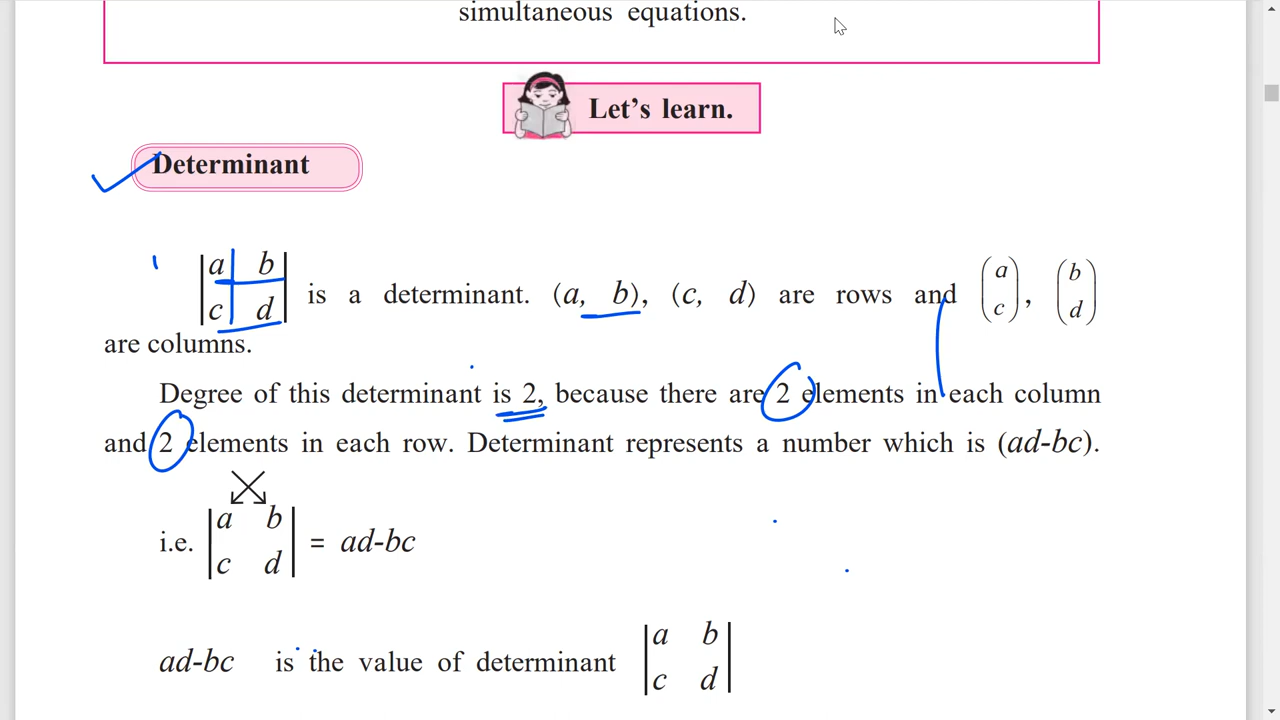 simultaneous equations.
Let's learn.
Determinant
|a b|
|c d| is a determinant. (a, b), (c, d) are rows and (a c), (b d)
are columns.
Degree of this determinant is 2, because there are 2 elements in each column
and 2 elements in each row. Determinant represents a number which is (ad-bc).
i.e. |a b|
|c d| = ad-bc
ad-bc is the value of determinant |a b|
|c d|